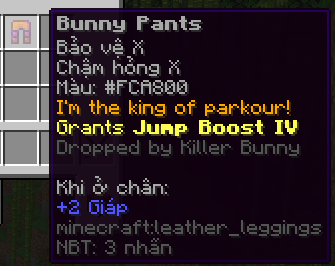 Bunny Pants
Bảo vệ X
Chậm hỏng X
Màu: #FCA800
I'm the king of parkour!
Grants Jump Boost IV
Dropped by Killer Bunny
Khi ở chân:
+2 Giáp
minecraft:leather_leggings
NBT: 3 nhãn